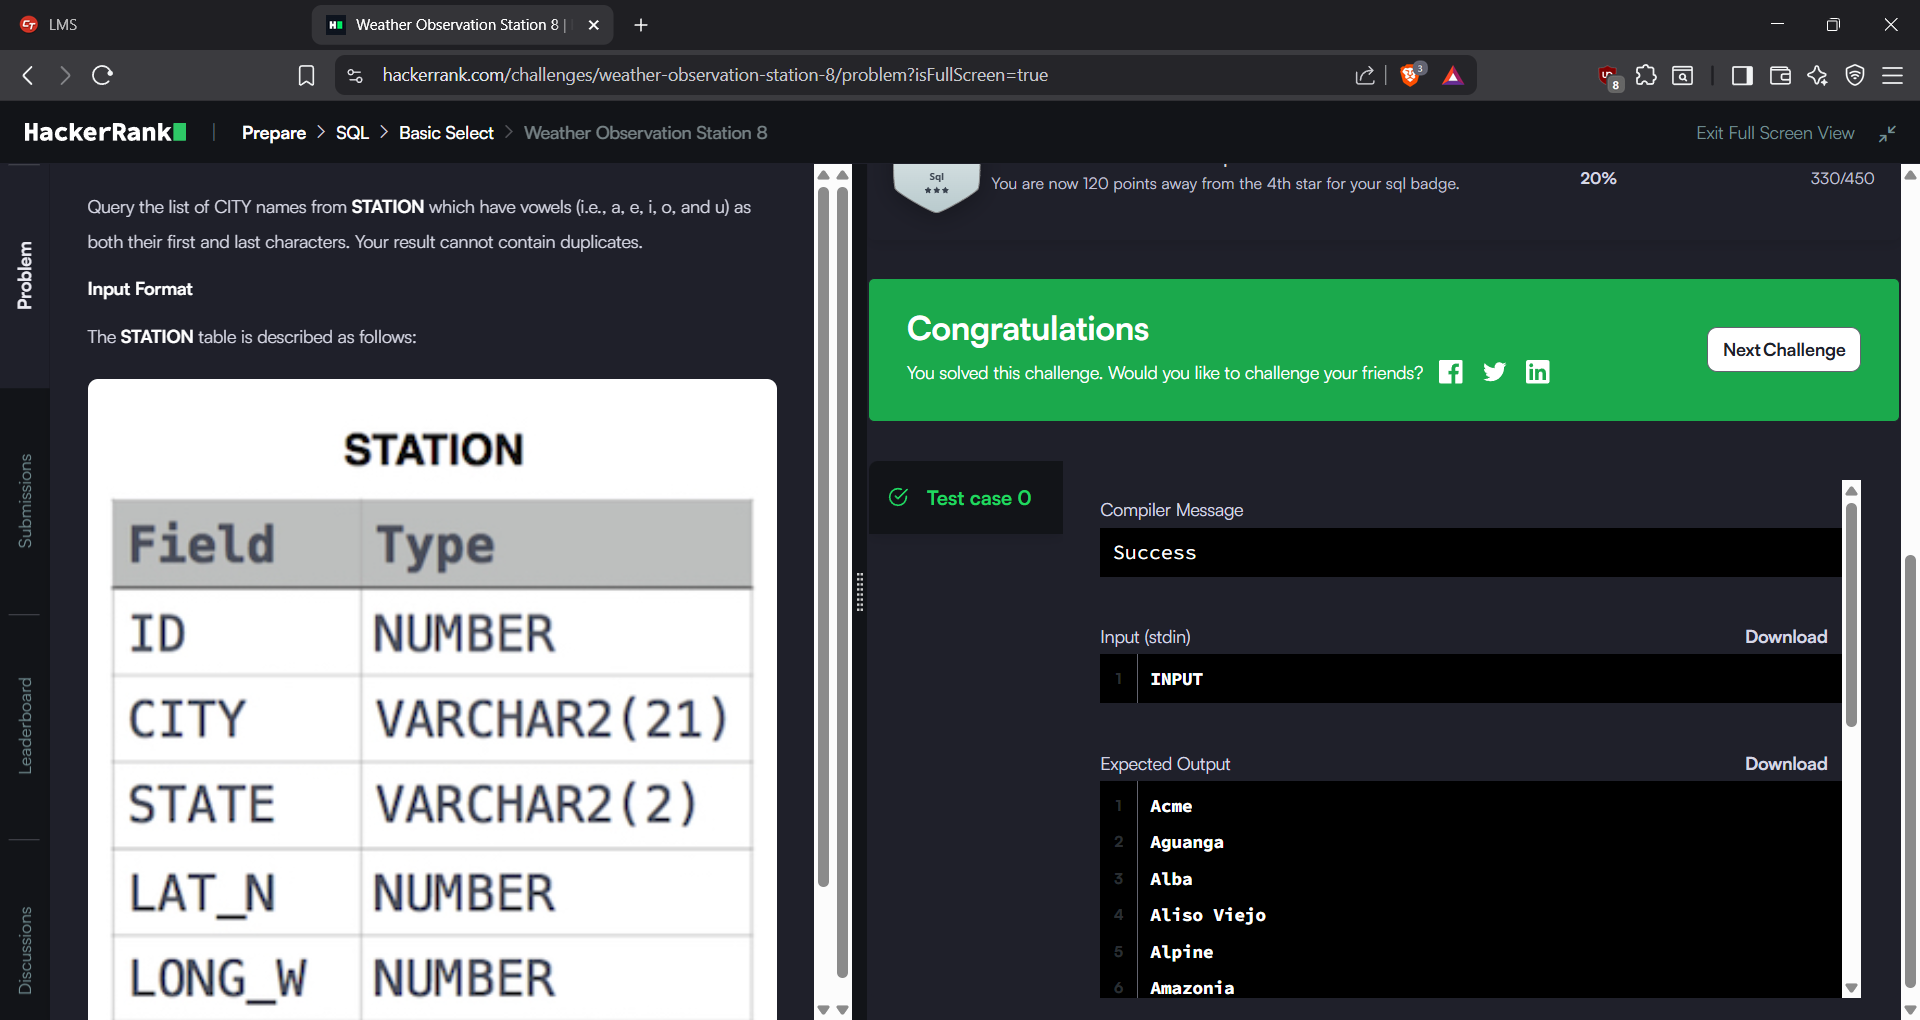 LMS
Weather Observation Station 8 |
hackerrank.com/challenges/weather-observation-station-8/problem?isFullScreen=true
3
8
HackerRank
Prepare > SQL > Basic Select > Weather Observation Station 8
Exit Full Screen View
Problem
Submissions
Leaderboard
Discussions
Query the list of CITY names from STATION which have vowels (i.e., a, e, i, o, and u) as
both their first and last characters. Your result cannot contain duplicates.
Input Format
The STATION table is described as follows:
STATION
Field Type
ID NUMBER
CITY VARCHAR2(21)
STATE VARCHAR2(2)
LAT_N NUMBER
LONG_W NUMBER
Sql
You are now 120 points away from the 4th star for your sql badge.
20%
330/450
Congratulations
You solved this challenge. Would you like to challenge your friends?
Next Challenge
Test case 0
Compiler Message
Success
Input (stdin)
Download
1 INPUT
Expected Output
Download
1 Acme
2 Aguanga
3 Alba
4 Aliso Viejo
5 Alpine
6 Amazonia